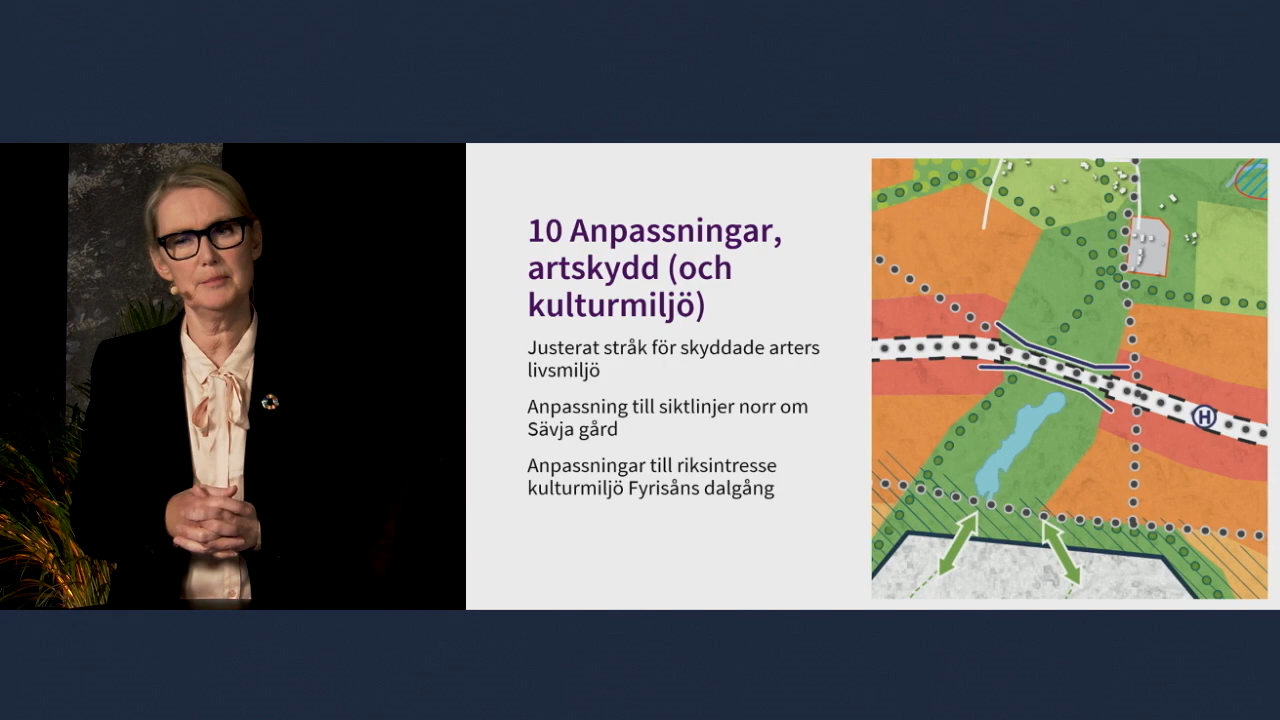 10 Anpassningar,
artskydd (och
kulturmiljö)
Justerat stråk för skyddade arters
livsmiljö
Anpassning till siktlinjer norr om
Sävja gård
Anpassningar till riksintresse
kulturmiljö Fyrisåns dalgång
H